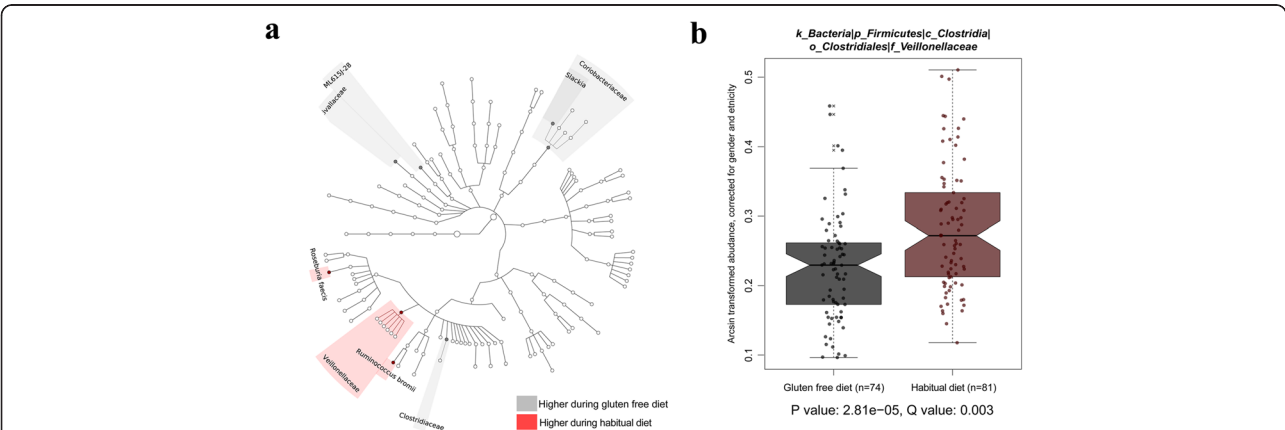 a
ML615J-28
ivallaceae
Slackia
Coriobacteriaceae
Roseburia faecis
Veillonellaceae
Ruminococcus bromii
Clostridiaceae
Higher during gluten free diet
Higher during habitual diet
b
k_Bacteria|p_Firmicutes|c_Clostridia|
o_Clostridiales|f_Veillonellaceae
Arcsin transformed abudance, corrected for gender and etnicity
0.5
0.4
0.3
0.2
0.1
Gluten free diet (n=74) Habitual diet (n=81)
P value: 2.81e−05, Q value: 0.003